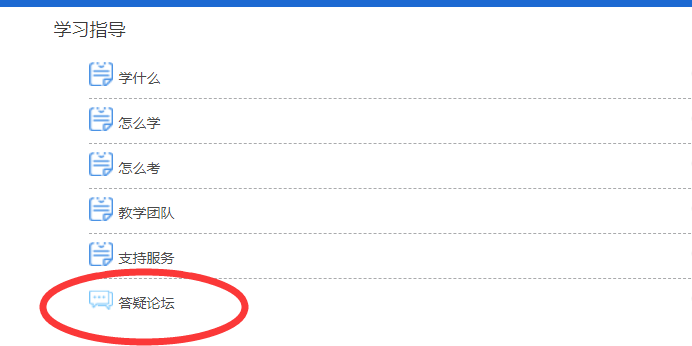 学习指导
学什么
怎么学
怎么考
教学团队
支持服务
答疑论坛